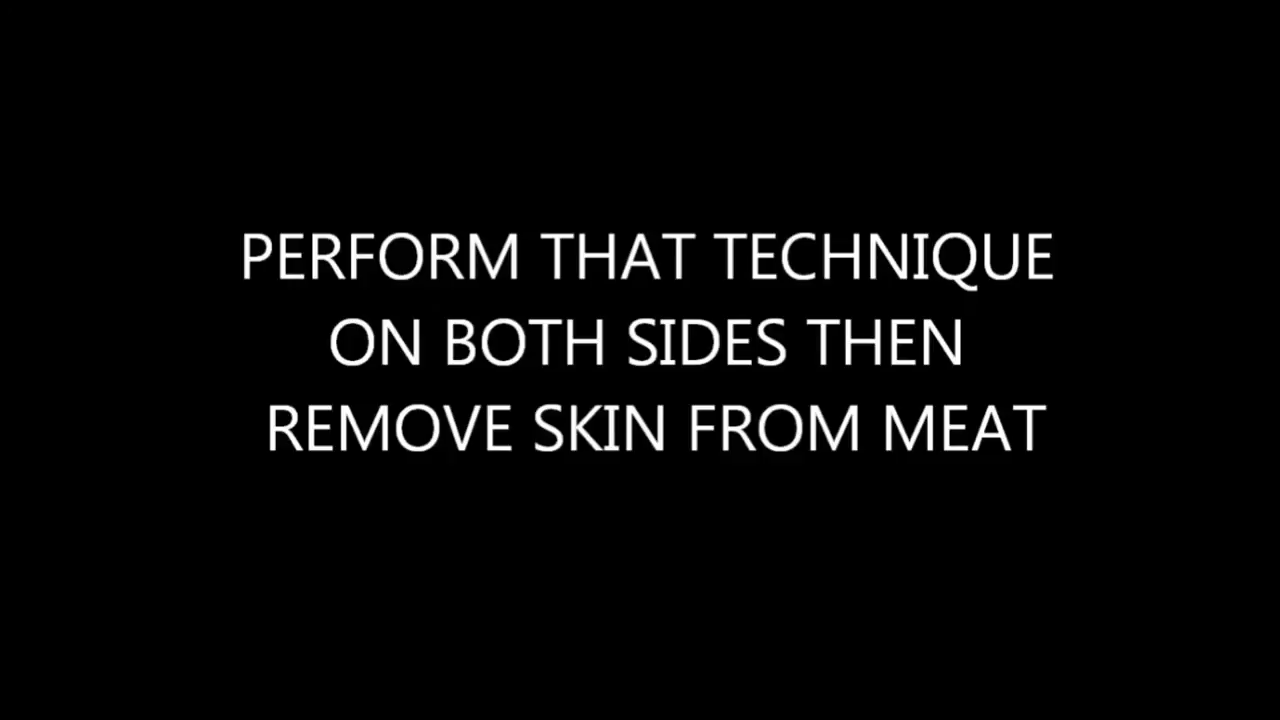 PERFORM THAT TECHNIQUE
ON BOTH SIDES THEN
REMOVE SKIN FROM MEAT